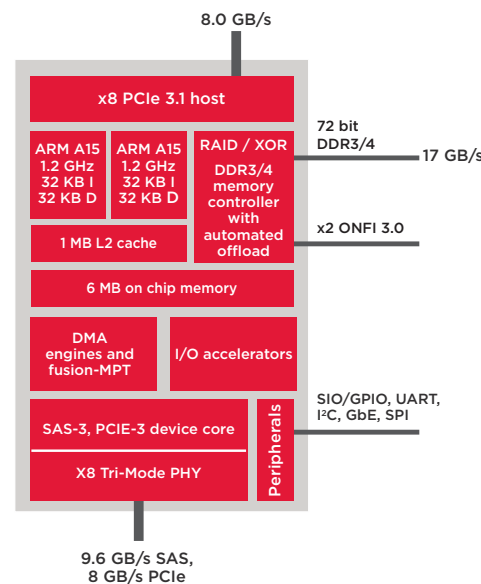 8.0 GB/s
x8 PCIe 3.1 host
ARM A15
1.2 GHz
32 KB I
32 KB D
ARM A15
1.2 GHz
32 KB I
32 KB D
RAID / XOR
DDR3/4
memory
controller
with
automated
offload
72 bit
DDR3/4
17 GB/s
x2 ONFI 3.0
1 MB L2 cache
6 MB on chip memory
DMA
engines and
fusion-MPT
I/O accelerators
SAS-3, PCIE-3 device core
X8 Tri-Mode PHY
Peripherals
SIO/GPIO, UART,
I²C, GbE, SPI
9.6 GB/s SAS,
8 GB/s PCIe